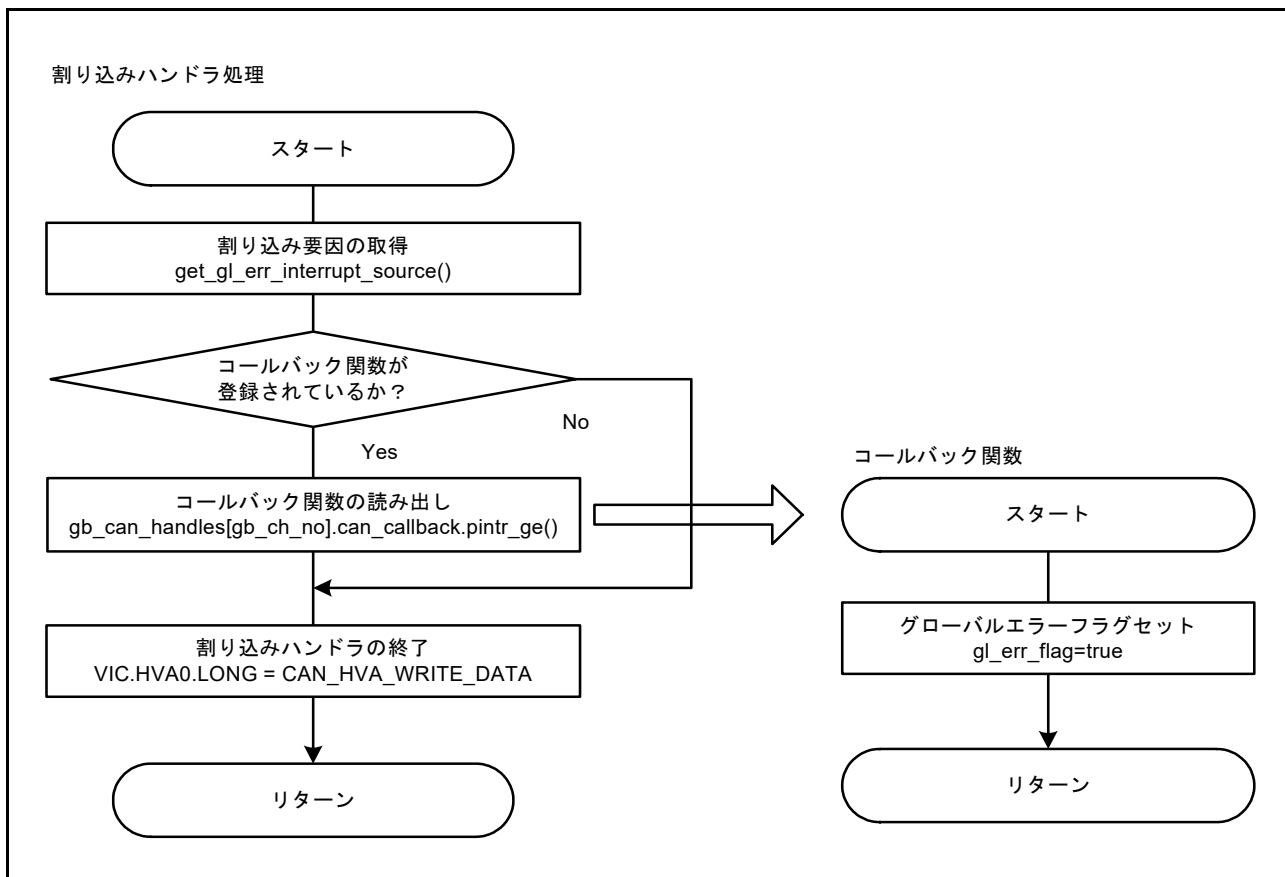 割り込みハンドラ処理
スタート
割り込み要因の取得
get_gl_err_interrupt_source()
コールバック関数が
登録されているか？
No
Yes
コールバック関数の読み出し
gb_can_handles[gb_ch_no].can_callback.pintr_ge()
割り込みハンドラの終了
VIC.HVA0.LONG = CAN_HVA_WRITE_DATA
リターン
コールバック関数
スタート
グローバルエラーフラグセット
gl_err_flag=true
リターン